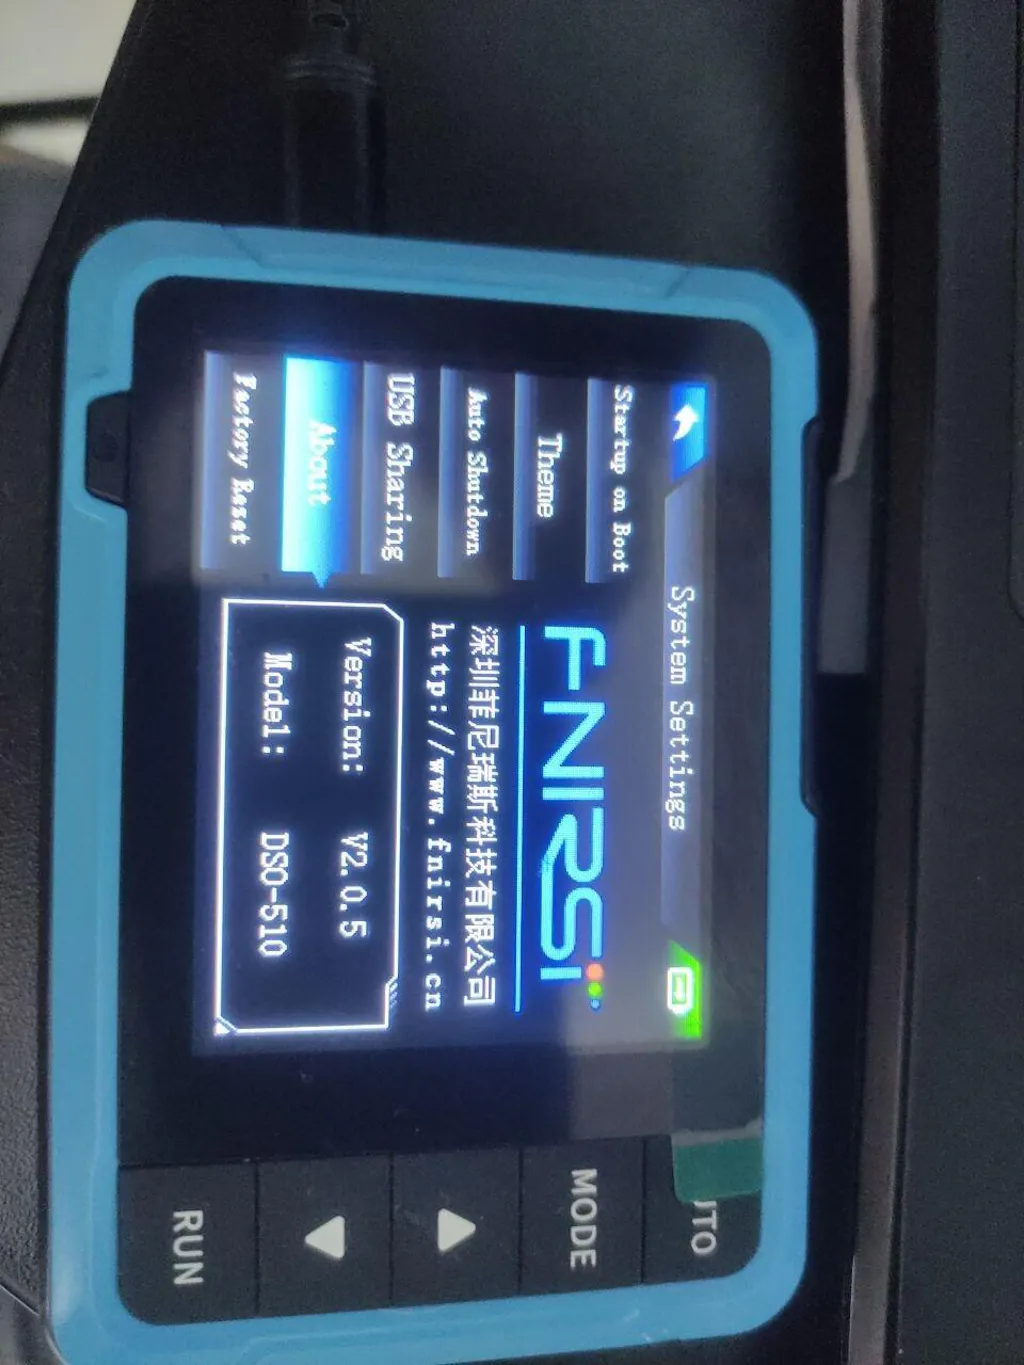 System Settings
Startup on Boot
Theme
Auto Shutdown
USB Sharing
About
Factory Reset
FNIRSI
深圳菲尼瑞斯科技有限公司
http://www.fnirsi.cn
Version: V2.0.5
Model: DSO-510
UTO
MODE
RUN